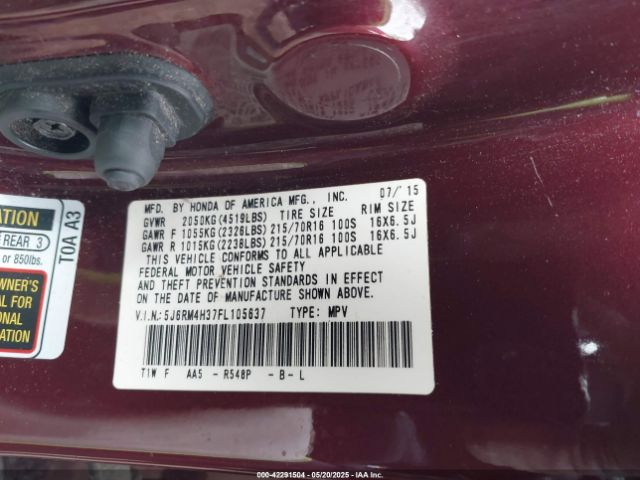 MFD. BY HONDA OF AMERICA MFG., INC. 07/15
GVWR 2050KG(4519LBS) TIRE SIZE RIM SIZE
GAWR F 1055KG(2326LBS) 215/70R16 100S 16X6.5J
GAWR R 1015KG(2238LBS) 215/70R16 100S 16X6.5J
THIS VEHICLE CONFORMS TO ALL APPLICABLE
FEDERAL MOTOR VEHICLE SAFETY
AND THEFT PREVENTION STANDARDS IN EFFECT
ON THE DATE OF MANUFACTURE SHOWN ABOVE.
V.I.N.: 5J6RM4H37FL105637 TYPE: MPV
T1W F AA5 - R548P - B - L
T0A A3
REAR 3
or 850lbs.
WNER'S
AL FOR
ONAL
ATION
000-42291504 — 05/20/2025 — IAAI.COM